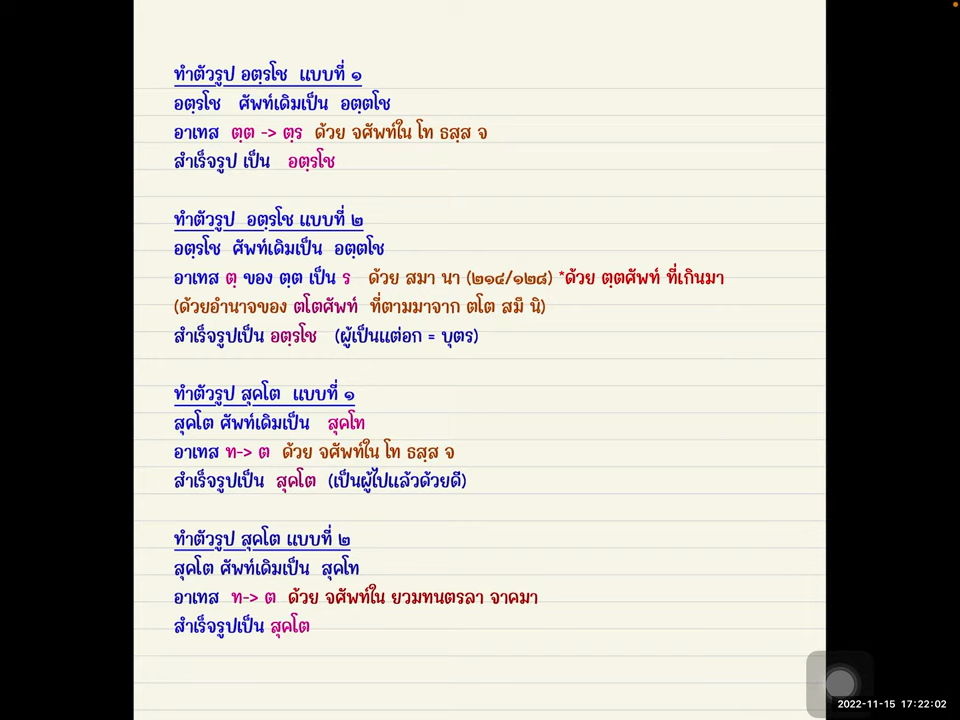 ทำตัวรูป อตฺรโช แบบที่ ๑
อตฺรโช ศัพท์เดิมเป็น อตฺตโช
อาเทส ตฺต -> ตฺร ด้วย จศัพท์ใน โท ธสฺส จ
สำเร็จรูป เป็น อตฺรโช
ทำตัวรูป อตฺรโช แบบที่ ๒
อตฺรโช ศัพท์เดิมเป็น อตฺตโช
อาเทส ตฺ ของ ตฺต เป็น ร ด้วย สมา นา (๒๑๔/๑๒๘) *ด้วย ตฺตศัพท์ ที่เกินมา
(ด้วยอำนาจของ ตโตศัพท์ ที่ตามมาจาก ตโต สมึ นิ)
สำเร็จรูปเป็น อตฺรโช (ผู้เป็นแต่อก = บุตร)
ทำตัวรูป สุคโต แบบที่ ๑
สุคโต ศัพท์เดิมเป็น สุคโท
อาเทส ท-> ต ด้วย จศัพท์ใน โท ธสฺส จ
สำเร็จรูปเป็น สุคโต (เป็นผู้ไปแล้วด้วยดี)
ทำตัวรูป สุคโต แบบที่ ๒
สุคโต ศัพท์เดิมเป็น สุคโท
อาเทส ท-> ต ด้วย จศัพท์ใน ยวมทนตรลา จาคมา
สำเร็จรูปเป็น สุคโต
2022-11-15 17:22:02